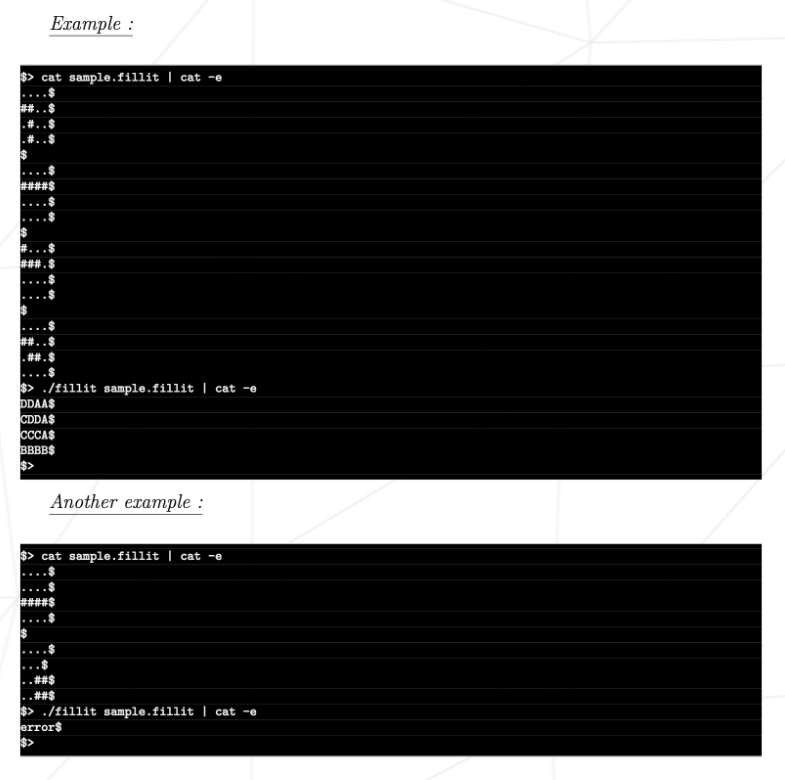 Example :
$> cat sample.fillit | cat -e
....$
##..$
.#..$
.#..$
$
....$
####$
....$
....$
$
#...$
###.$
....$
....$
$
....$
##..$
.##.$
....$
$> ./fillit sample.fillit | cat -e
DDAA$
CDDA$
CCCA$
BBBB$
$>
Another example :
$> cat sample.fillit | cat -e
....$
....$
####$
....$
$
....$
...$
..##$
..##$
$> ./fillit sample.fillit | cat -e
error$
$>